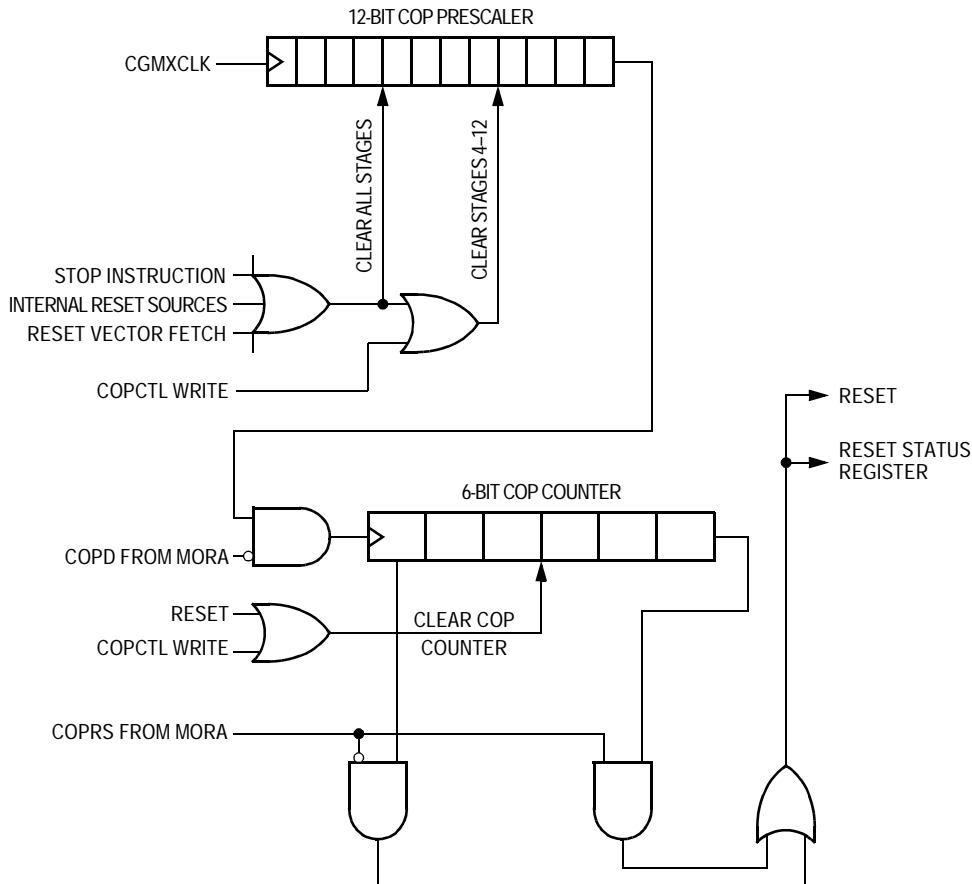 12-BIT COP PRESCALER
CGMXCLK
CLEAR ALL STAGES
CLEAR STAGES 4–12
STOP INSTRUCTION
INTERNAL RESET SOURCES
RESET VECTOR FETCH
COPCTL WRITE
RESET
RESET STATUS
REGISTER
6-BIT COP COUNTER
COPD FROM MORA
RESET
CLEAR COP
COUNTER
COPCTL WRITE
COPRS FROM MORA